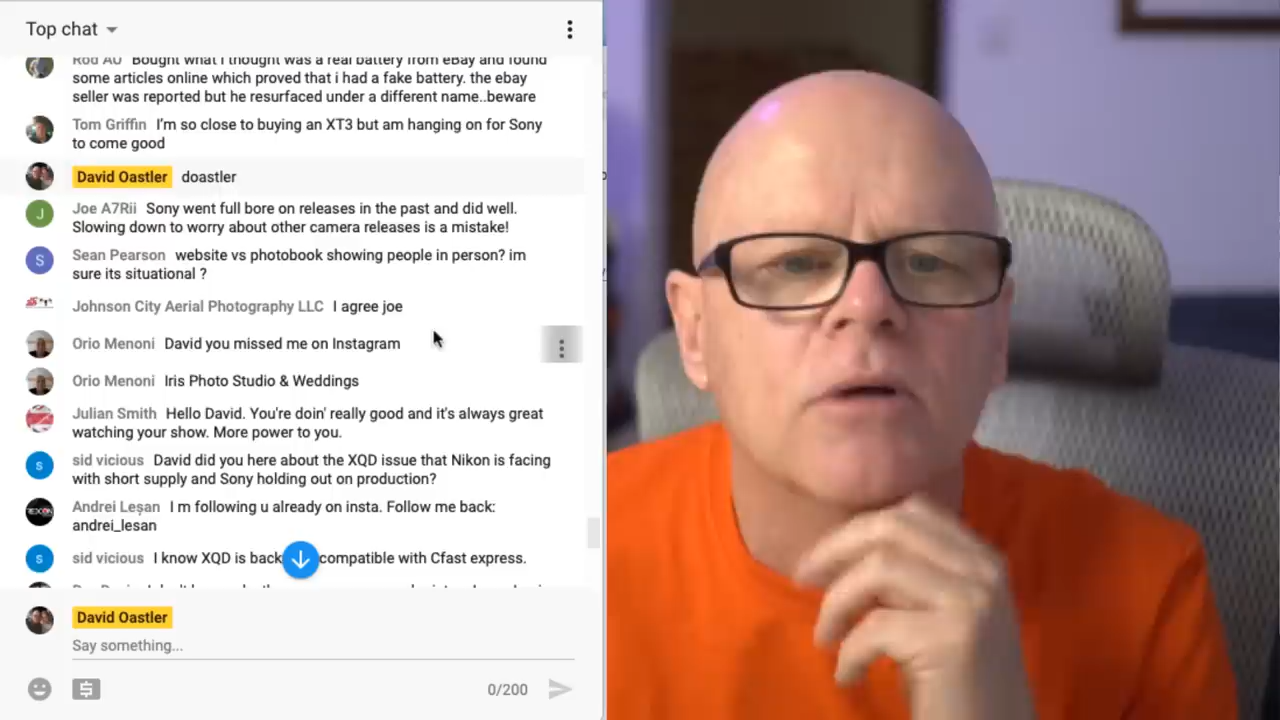 Top chat
Rod AU Bought what i thought was a real battery from eBay and found
some articles online which proved that i had a fake battery. the ebay
seller was reported but he resurfaced under a different name..beware
Tom Griffin I'm so close to buying an XT3 but am hanging on for Sony
to come good
David Oastler doastler
J Joe A7Rii Sony went full bore on releases in the past and did well.
Slowing down to worry about other camera releases is a mistake!
S Sean Pearson website vs photobook showing people in person? im
sure its situational ?
Johnson City Aerial Photography LLC I agree joe
Orio Menoni David you missed me on Instagram
Orio Menoni Iris Photo Studio & Weddings
Julian Smith Hello David. You're doin' really good and it's always great
watching your show. More power to you.
s sid vicious David did you here about the XQD issue that Nikon is facing
with short supply and Sony holding out on production?
Andrei Leșan I m following u already on insta. Follow me back:
andrei_lesan
s sid vicious I know XQD is back compatible with Cfast express.
David Oastler
Say something...
0/200